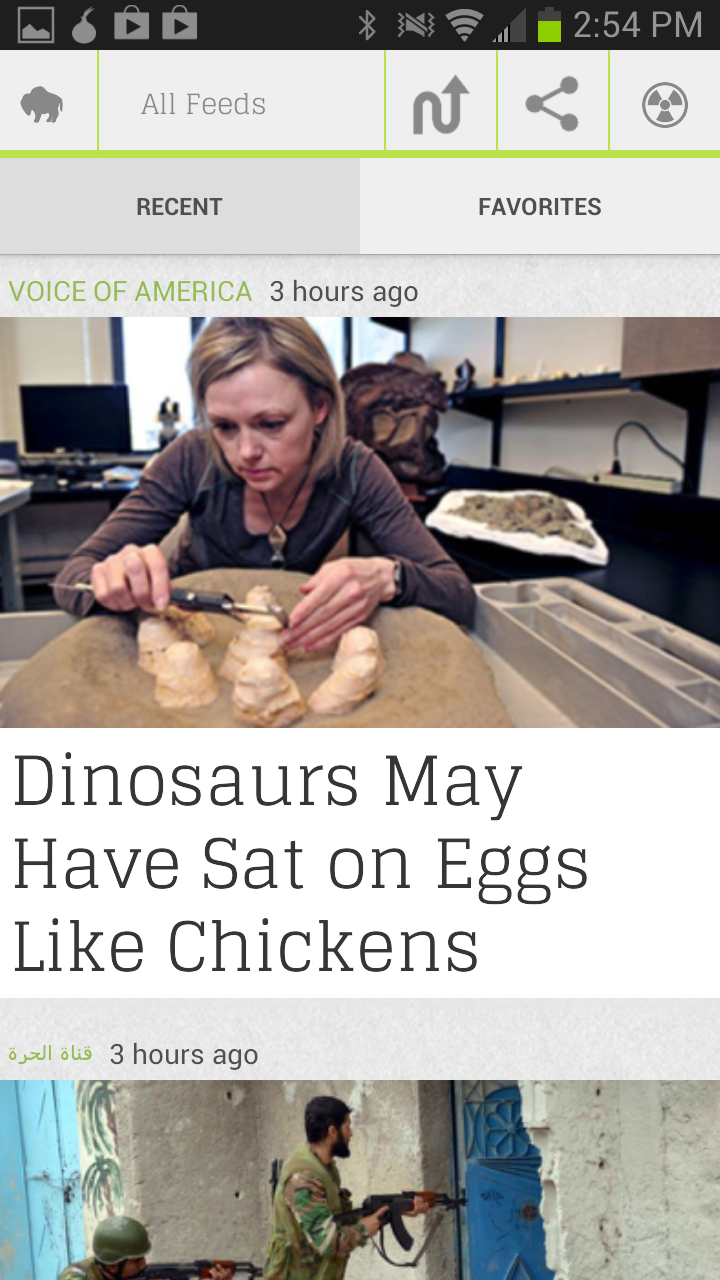 2:54 PM
All Feeds
RECENT
FAVORITES
VOICE OF AMERICA 3 hours ago
Dinosaurs May
Have Sat on Eggs
Like Chickens
قناة الحرة 3 hours ago